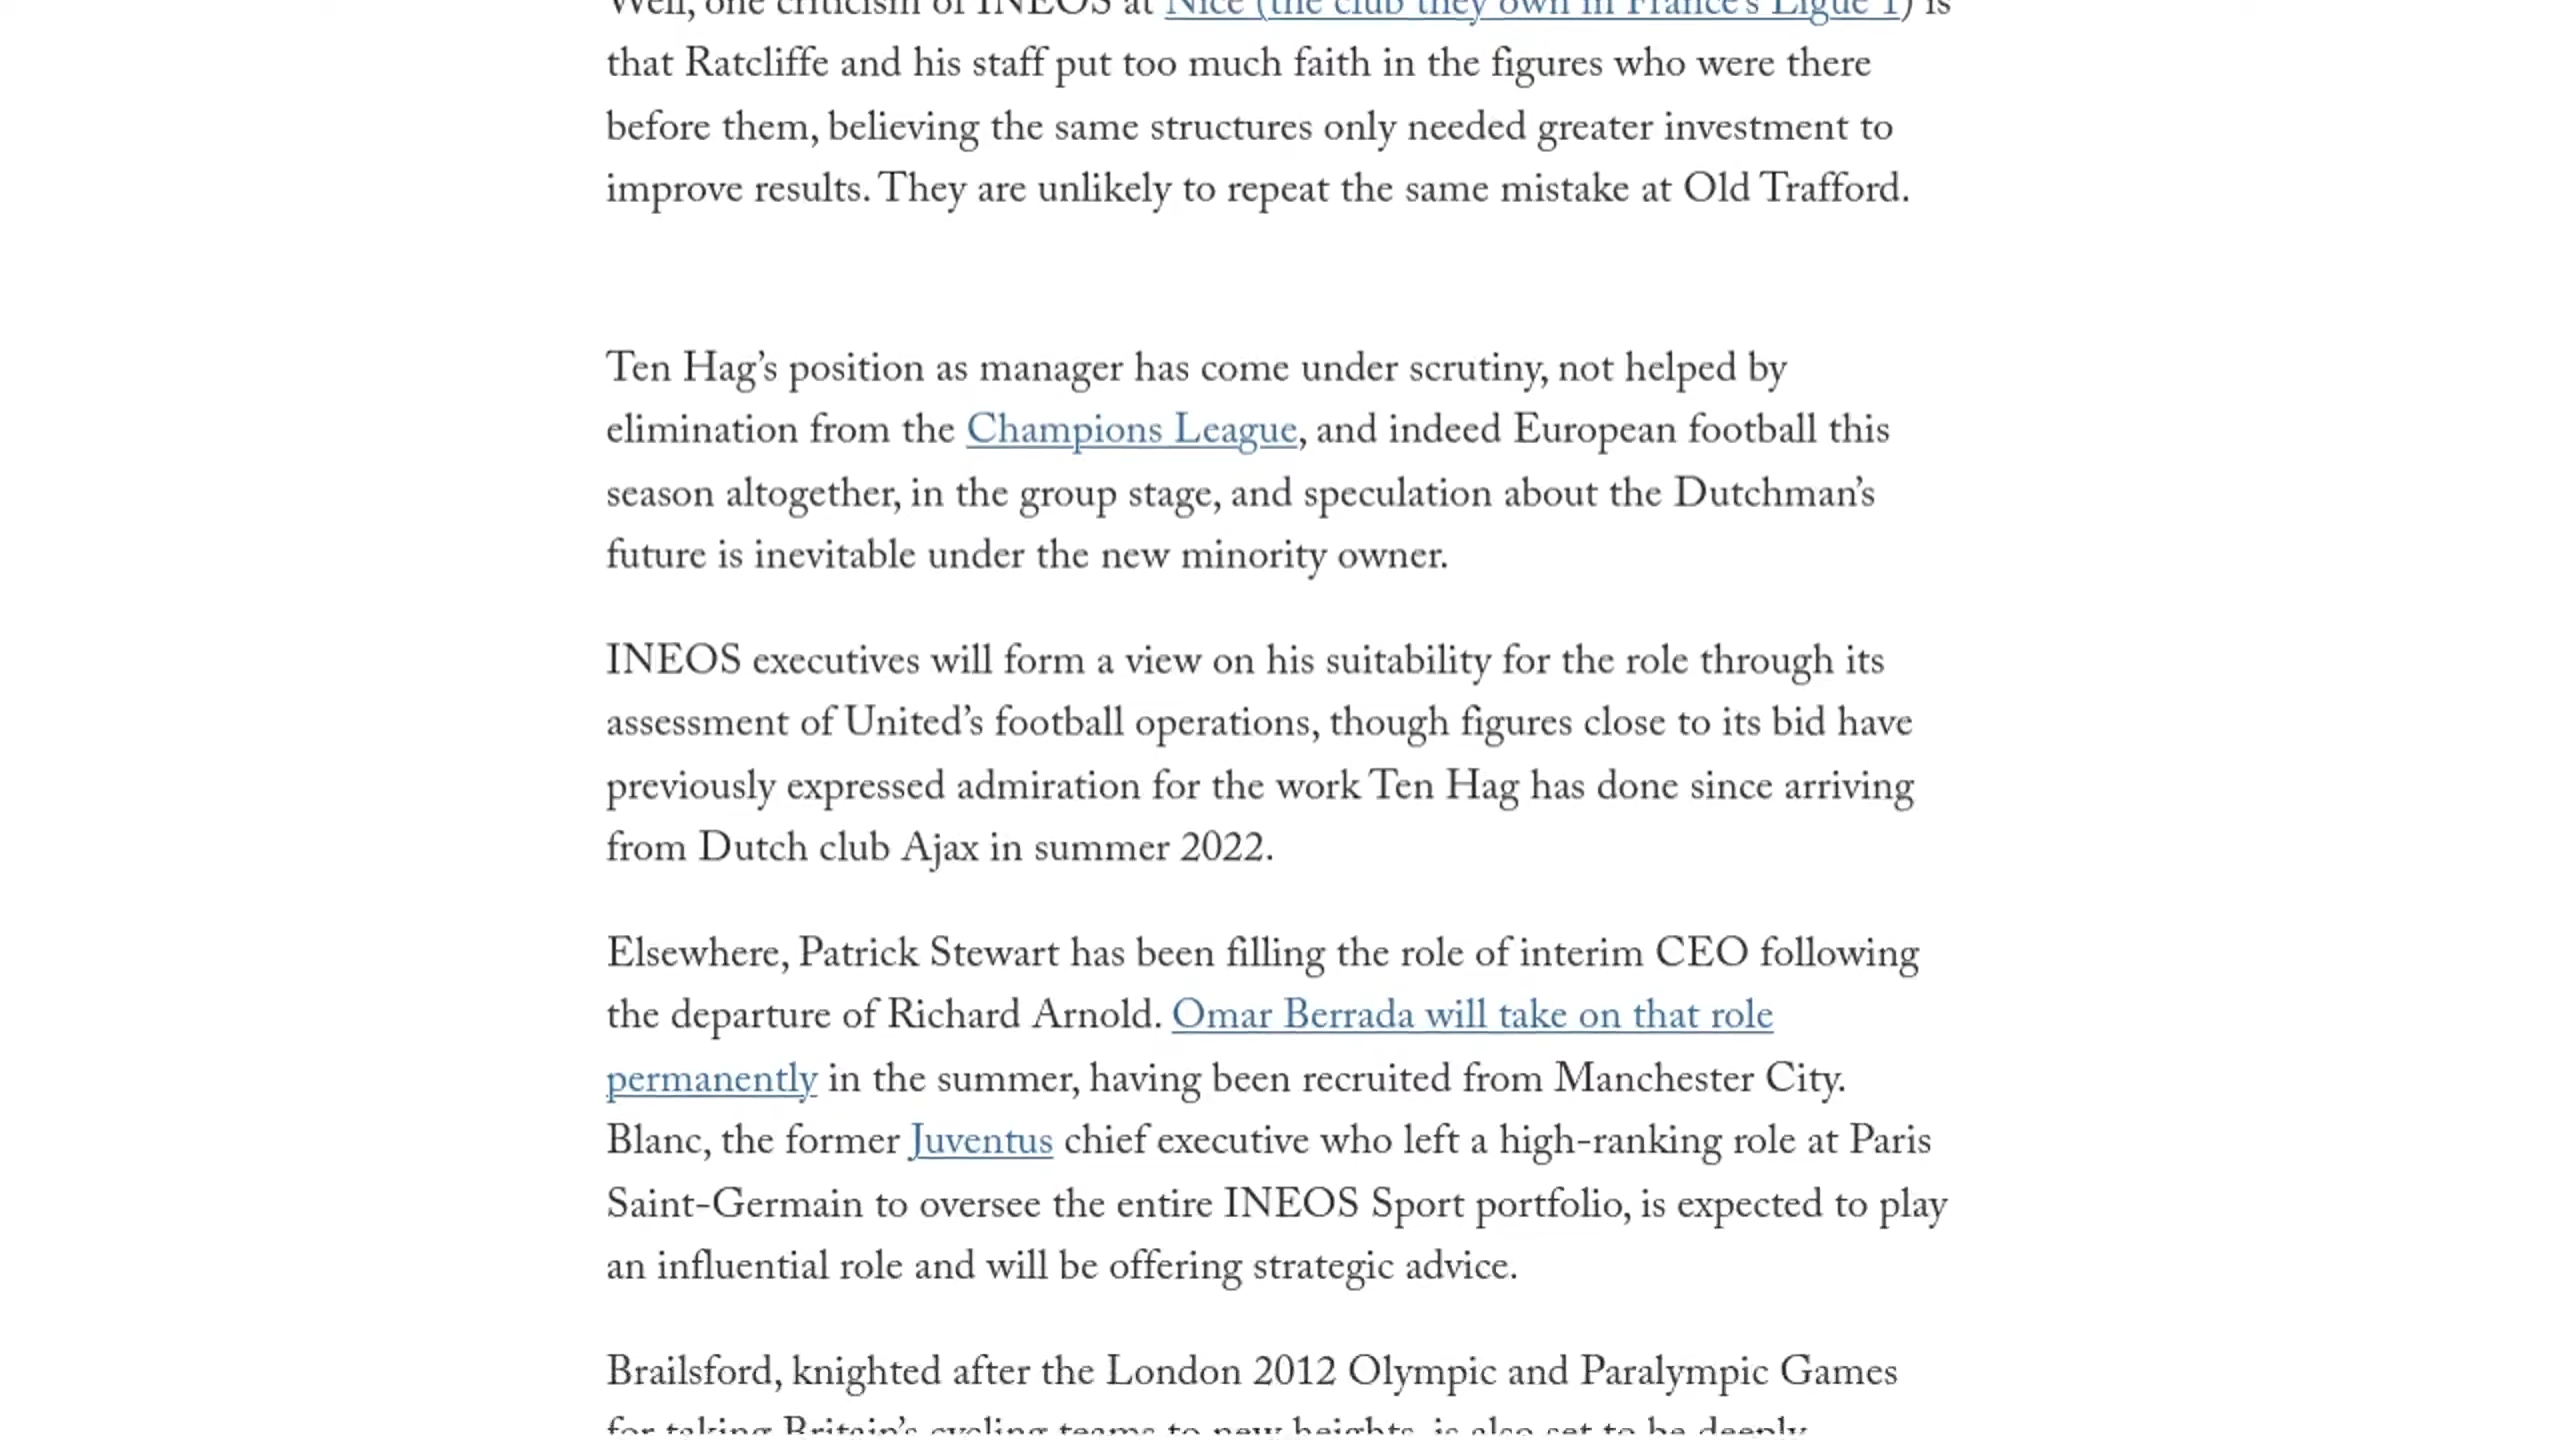 Well, one criticism of INEOS at Nice (the club they own in France's Ligue 1) is
that Ratcliffe and his staff put too much faith in the figures who were there
before them, believing the same structures only needed greater investment to
improve results. They are unlikely to repeat the same mistake at Old Trafford.
Ten Hag’s position as manager has come under scrutiny, not helped by
elimination from the Champions League, and indeed European football this
season altogether, in the group stage, and speculation about the Dutchman’s
future is inevitable under the new minority owner.
INEOS executives will form a view on his suitability for the role through its
assessment of United’s football operations, though figures close to its bid have
previously expressed admiration for the work Ten Hag has done since arriving
from Dutch club Ajax in summer 2022.
Elsewhere, Patrick Stewart has been filling the role of interim CEO following
the departure of Richard Arnold. Omar Berrada will take on that role
permanently in the summer, having been recruited from Manchester City.
Blanc, the former Juventus chief executive who left a high-ranking role at Paris
Saint-Germain to oversee the entire INEOS Sport portfolio, is expected to play
an influential role and will be offering strategic advice.
Brailsford, knighted after the London 2012 Olympic and Paralympic Games
for taking Britain’s cycling teams to new heights, is also set to be deeply